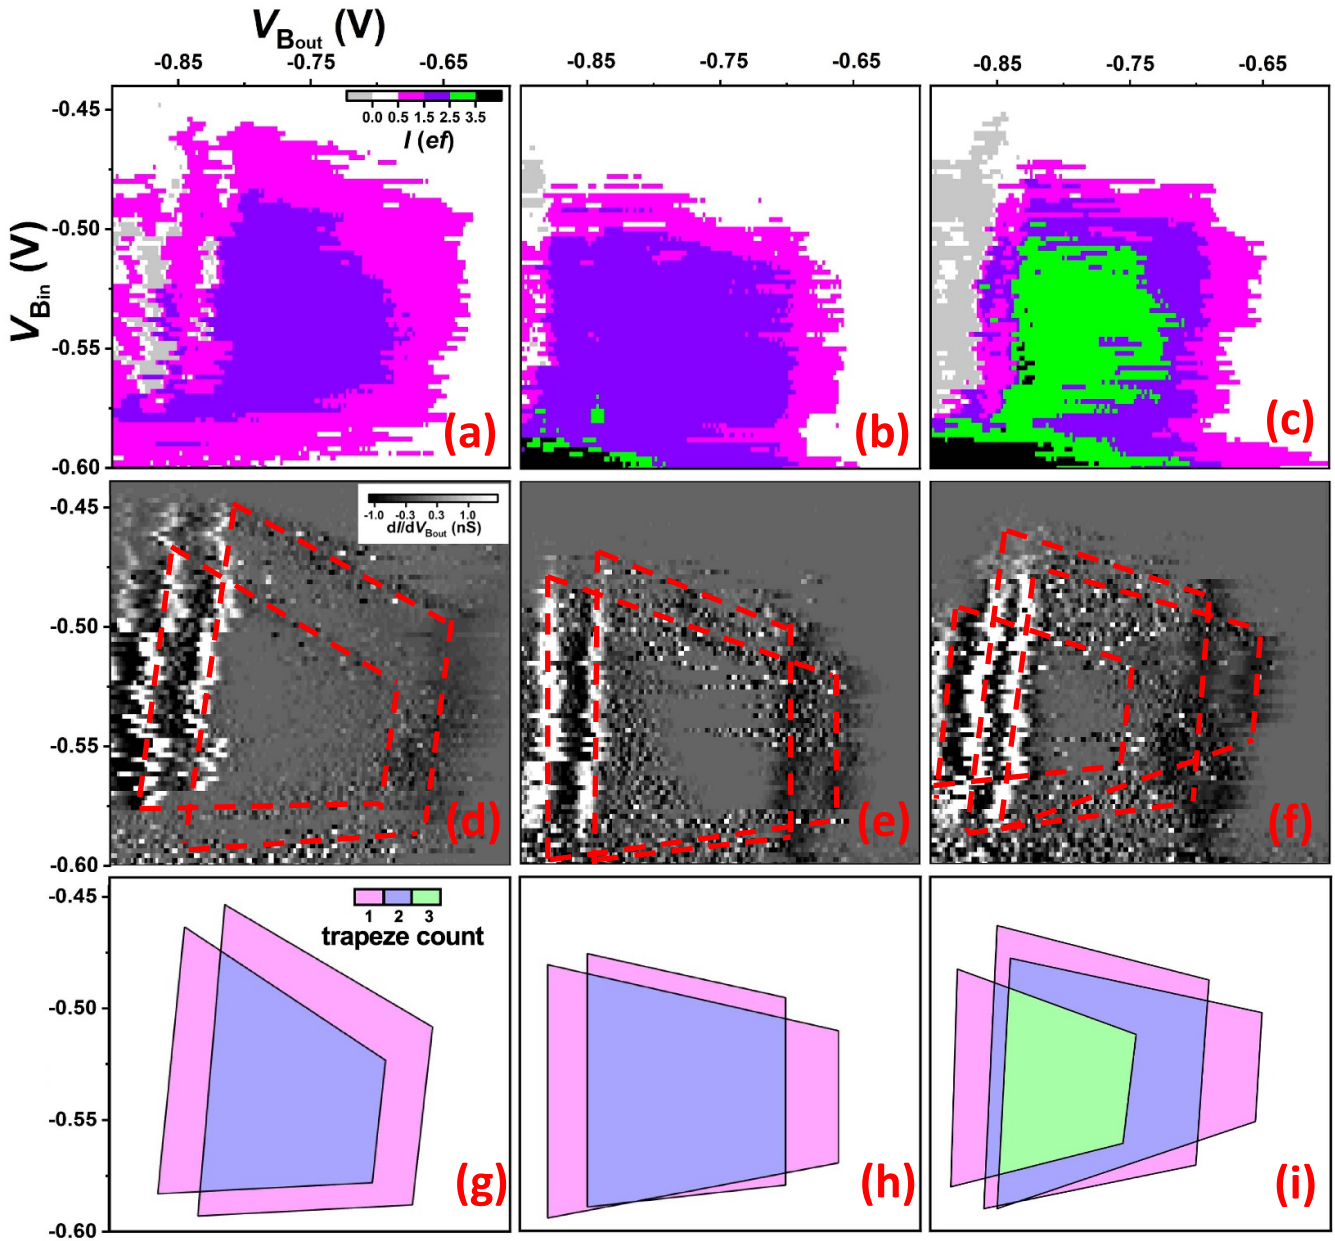 V_Bout (V)
-0.85 -0.75 -0.65 -0.85 -0.75 -0.65 -0.85 -0.75 -0.65
V_Bin (V)
-0.45
-0.50
-0.55
-0.60
0.0 0.5 1.5 2.5 3.5
I (ef)
(a) (b) (c)
-0.45
-0.50
-0.55
-0.60
-1.0 -0.3 0.3 1.0
dI/dV_Bout (nS)
(d) (e) (f)
-0.45
-0.50
-0.55
-0.60
1 2 3
trapeze count
(g) (h) (i)